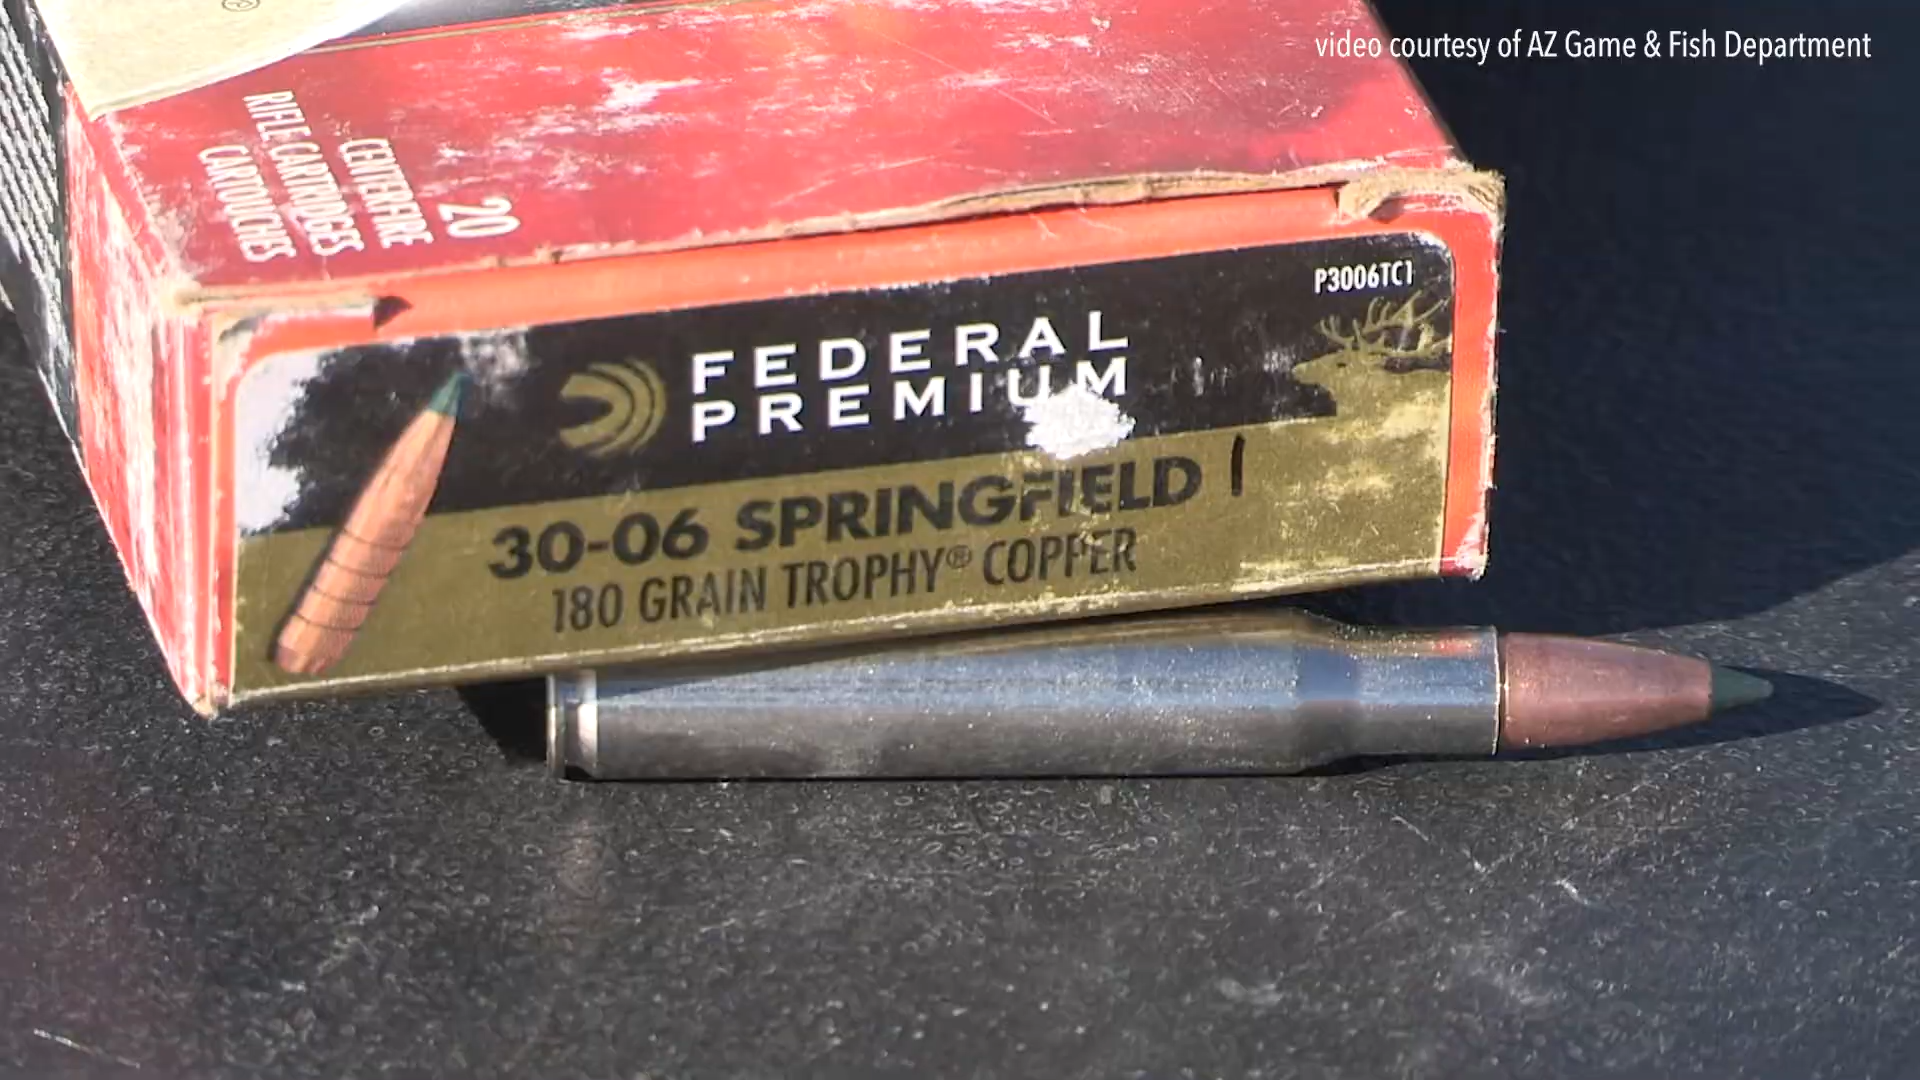 video courtesy of AZ Game & Fish Department
20
CENTERFIRE
RIFLE CARTRIDGES
CARTOUCHES
P3006TC1
FEDERAL
PREMIUM
30-06 SPRINGFIELD
180 GRAIN TROPHY® COPPER